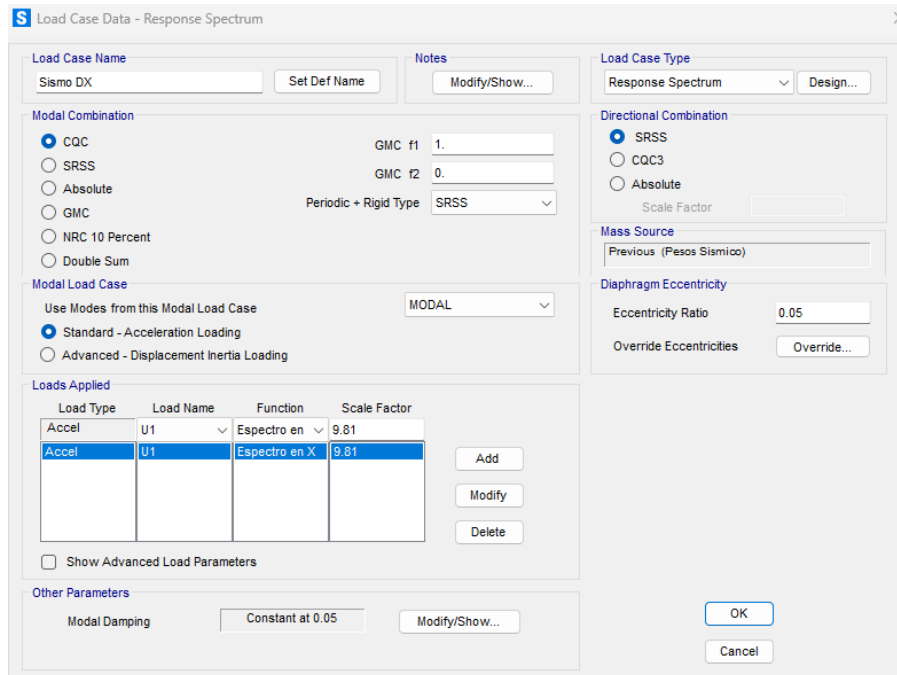 S Load Case Data - Response Spectrum
Load Case Name
Sismo DX
Set Def Name
Notes
Modify/Show...
Load Case Type
Response Spectrum
Design...
Modal Combination
CQC
SRSS
Absolute
GMC
NRC 10 Percent
Double Sum
GMC f1 1.
GMC f2 0.
Periodic + Rigid Type SRSS
Directional Combination
SRSS
CQC3
Absolute
Scale Factor
Mass Source
Previous (Pesos Sismico)
Modal Load Case
Use Modes from this Modal Load Case MODAL
Standard - Acceleration Loading
Advanced - Displacement Inertia Loading
Diaphragm Eccentricity
Eccentricity Ratio 0.05
Override Eccentricities Override...
Loads Applied
Load Type Load Name Function Scale Factor
Accel U1 Espectro en 9.81
Accel U1 Espectro en X 9.81
Add
Modify
Delete
Show Advanced Load Parameters
Other Parameters
Modal Damping Constant at 0.05 Modify/Show...
OK
Cancel